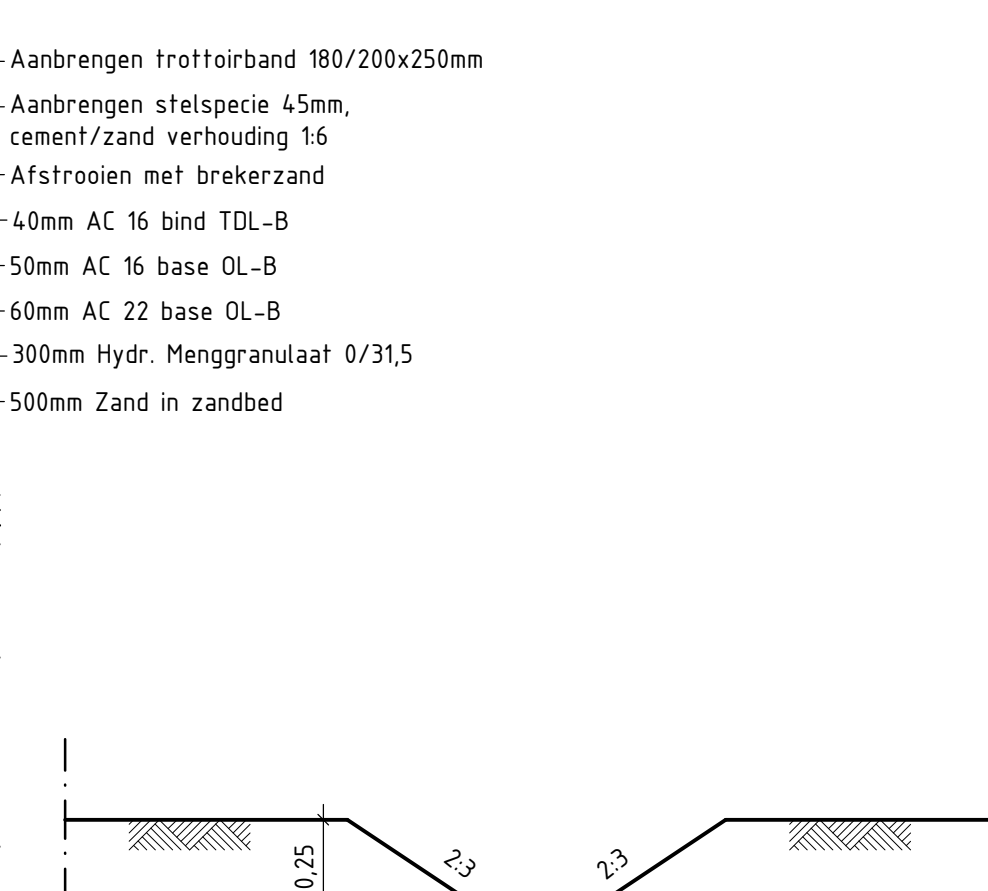 Aanbrengen trottoirband 180/200x250mm
Aanbrengen stelspecie 45mm,
cement/zand verhouding 1:6
Afstrooien met brekerzand
40mm AC 16 bind TDL-B
50mm AC 16 base OL-B
60mm AC 22 base OL-B
300mm Hydr. Menggranulaat 0/31,5
500mm Zand in zandbed
0,25
2:3
2:3